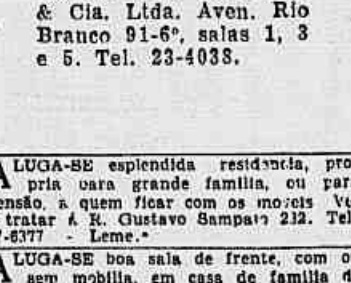 & Cia. Ltda. Aven. Rio
Branco 91-6º, salas 1, 3
e 5. Tel. 23-4038.
ALUGA-SE esplendida residencia, pro
pria para grande familia, ou par
ensão, a quem ficar com os moveis
tratar á R. Gustavo Sampaio 232. Tel
7-6377 - Leme.*
ALUGA-SE boa sala de frente, com o
sem mobilia, em casa de familia d